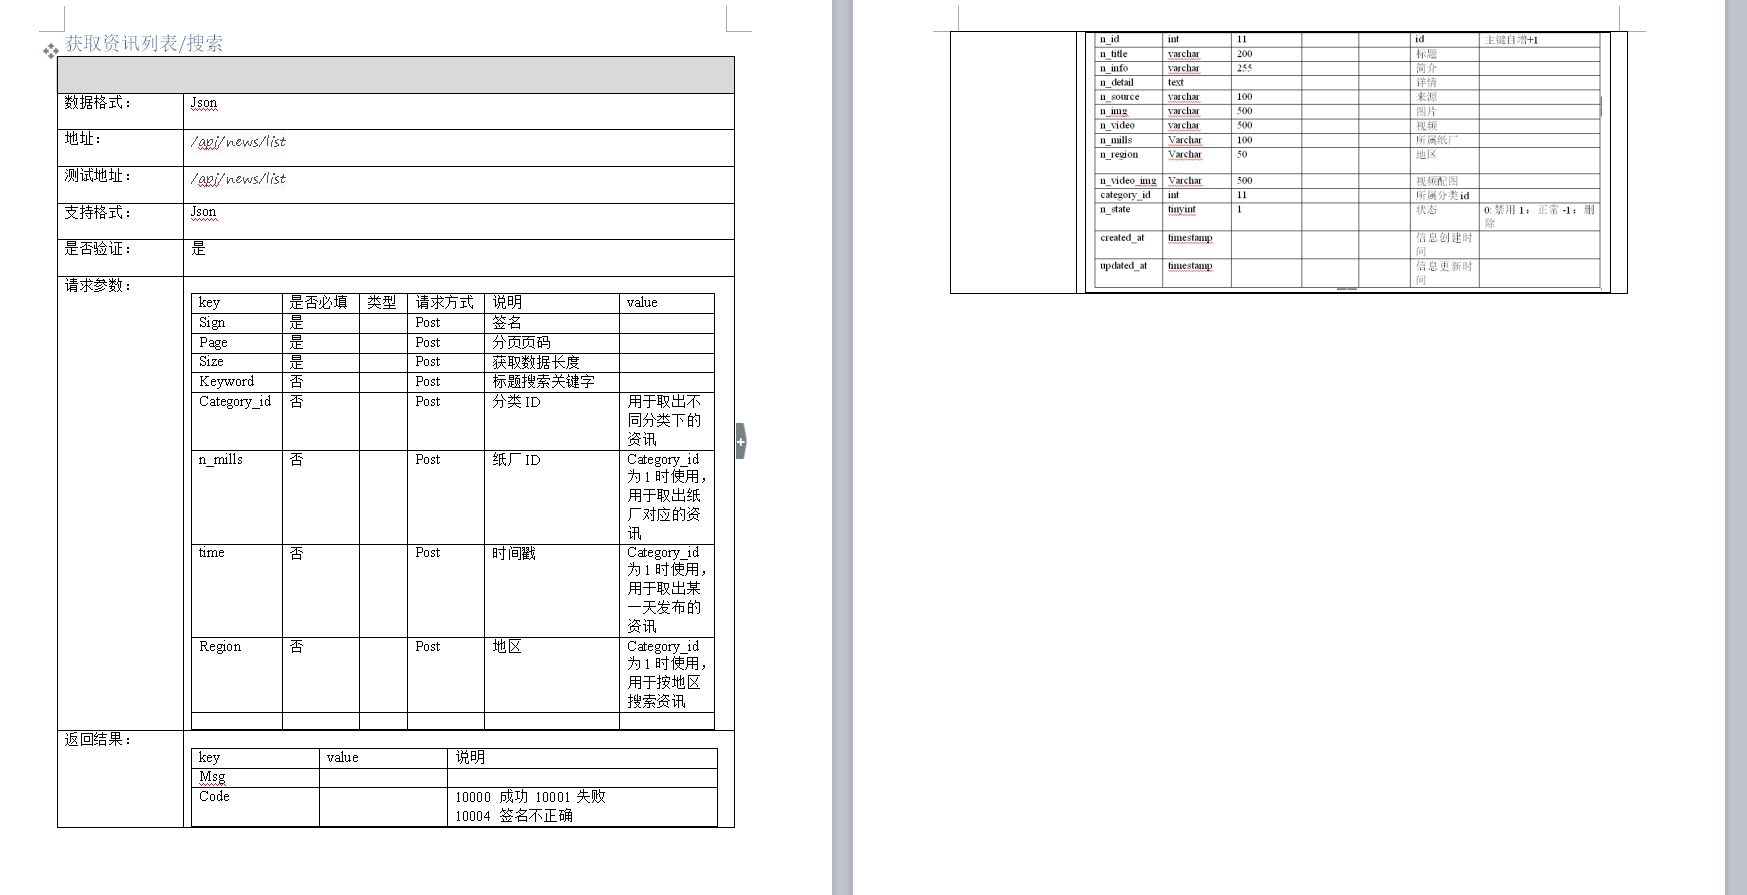 获取资讯列表/搜索
数据格式： Json
地址： /api/news/list
测试地址： /api/news/list
支持格式： Json
是否验证： 是
请求参数：
key 是否必填 类型 请求方式 说明 value
Sign 是 Post 签名
Page 是 Post 分页页码
Size 是 Post 获取数据长度
Keyword 否 Post 标题搜索关键字
Category_id 否 Post 分类 ID 用于取出不
同分类下的
资讯
n_mills 否 Post 纸厂 ID Category_id
为 1 时使用，
用于取出纸
厂对应的资
讯
time 否 Post 时间戳 Category_id
为 1 时使用，
用于取出某
一天发布的
资讯
Region 否 Post 地区 Category_id
为 1 时使用，
用于按地区
搜索资讯
返回结果：
key value 说明
Msg
Code 10000 成功 10001 失败
10004 签名不正确
n_id int 11 id 主键自增+1
n_title varchar 200 标题
n_info varchar 255 简介
n_detail text 详情
n_source varchar 100 来源
n_img varchar 500 图片
n_video varchar 500 视频
n_mills Varchar 100 所属纸厂
n_region Varchar 50 地区
n_video_img Varchar 500 视频配图
category_id int 11 所属分类 id
n_state tinyint 1 状态 0: 禁用 1： 正常 -1： 删
除
created_at timestamp 信息创建时
间
updated_at timestamp 信息更新时
间